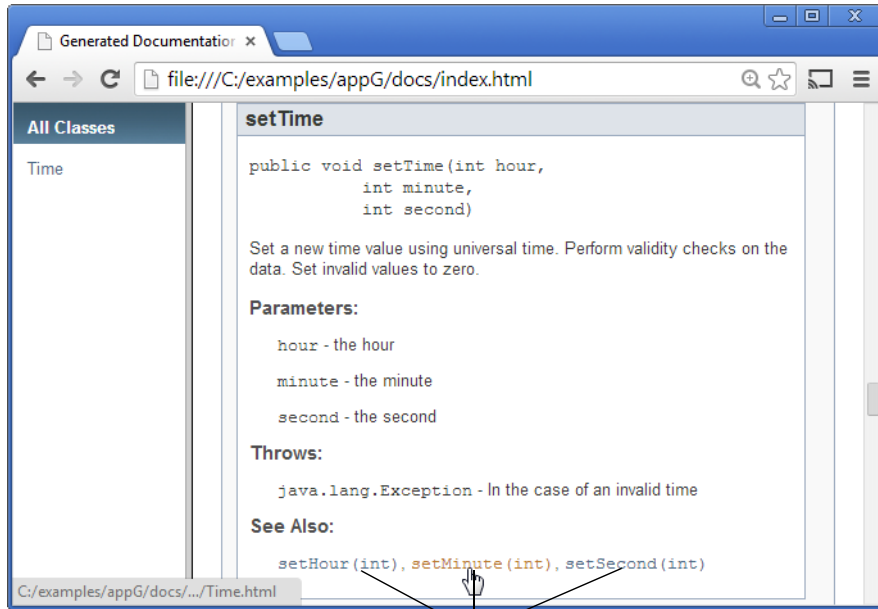 Generated Documentation
file:///C:/examples/appG/docs/index.html
All Classes
Time
setTime
public void setTime(int hour,
int minute,
int second)
Set a new time value using universal time. Perform validity checks on the
data. Set invalid values to zero.
Parameters:
hour - the hour
minute - the minute
second - the second
Throws:
java.lang.Exception - In the case of an invalid time
See Also:
setHour(int), setMinute(int), setSecond(int)
C:/examples/appG/docs/.../Time.html